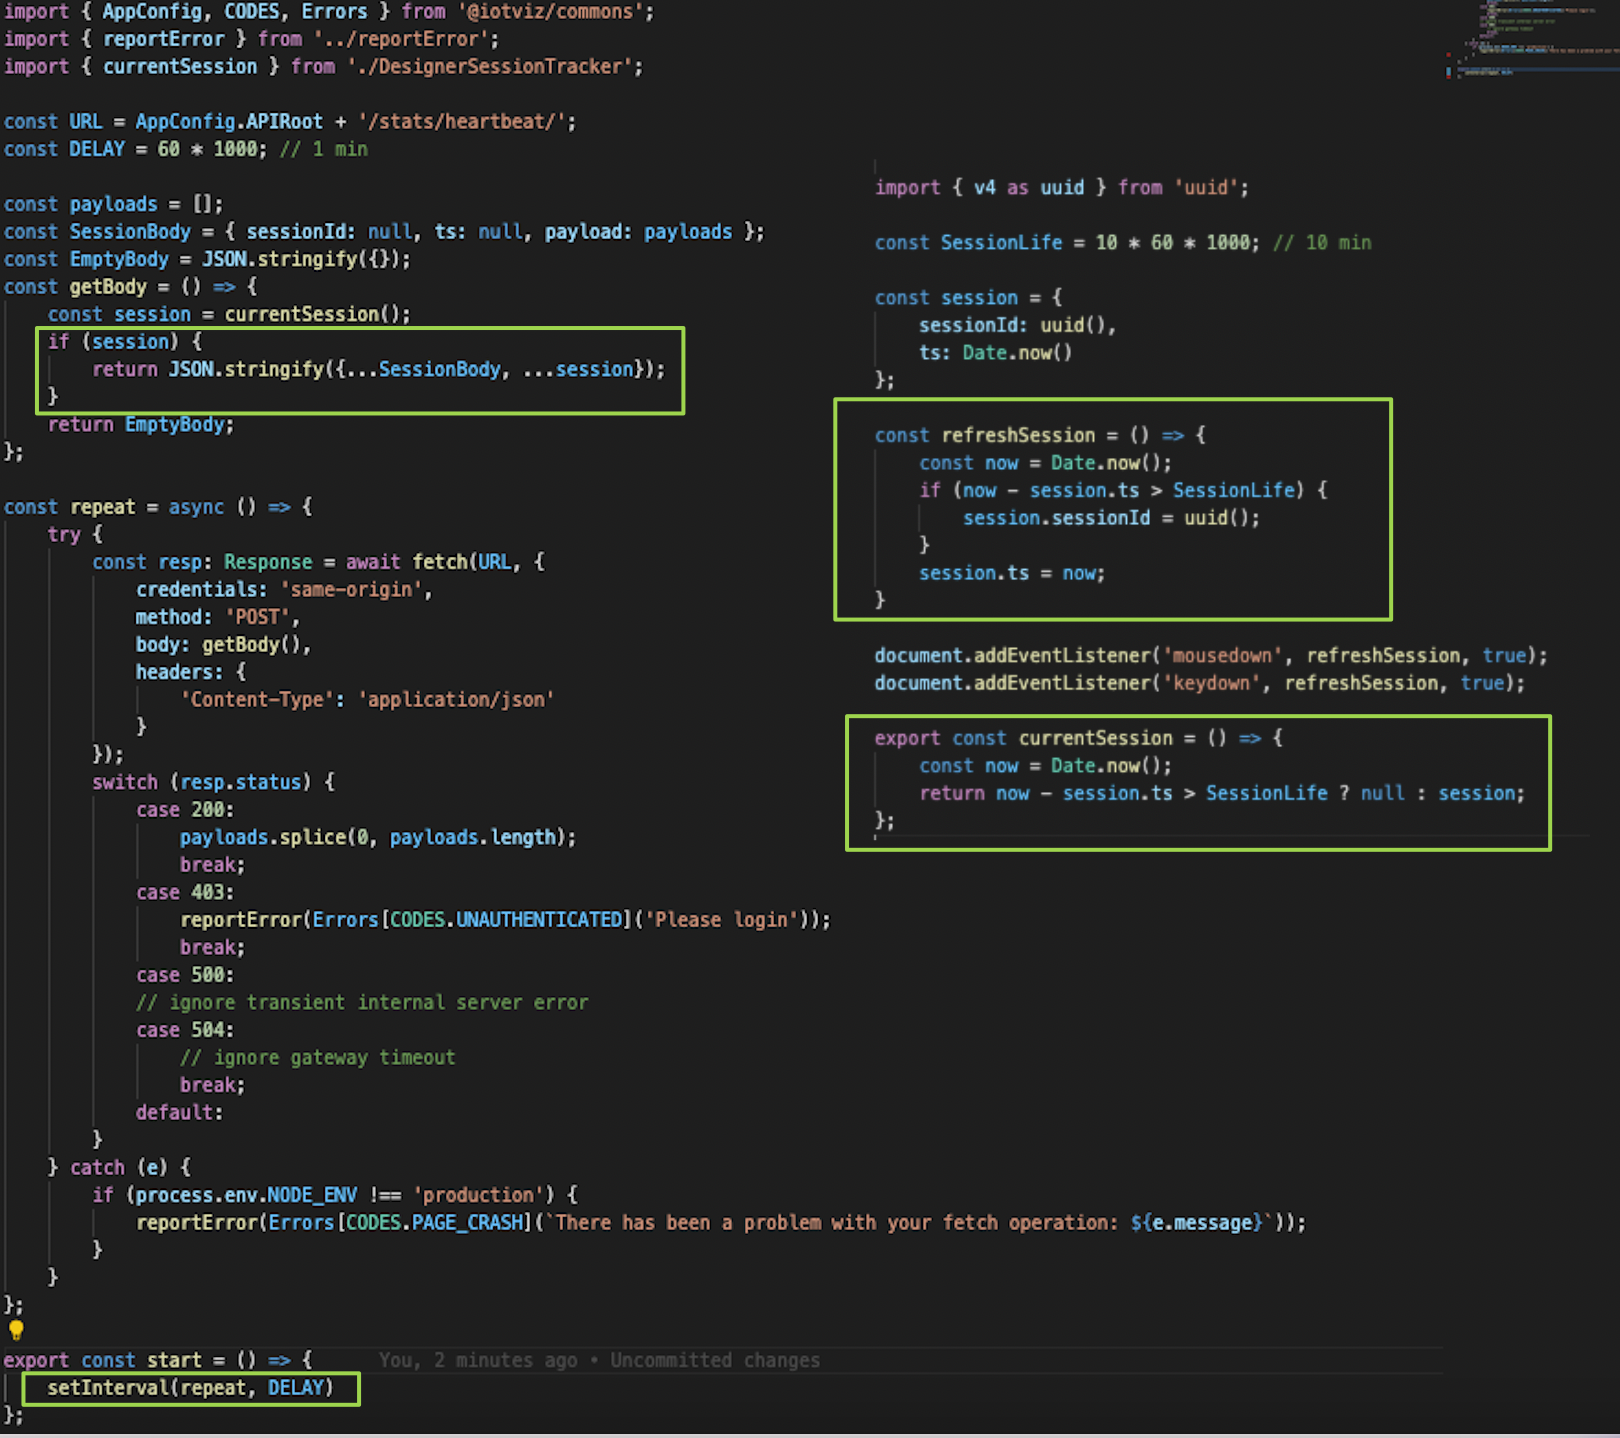 import { AppConfig, CODES, Errors } from '@iotviz/commons';
import { reportError } from '../reportError';
import { currentSession } from './DesignerSessionTracker';
const URL = AppConfig.APIRoot + '/stats/heartbeat/';
const DELAY = 60 * 1000; // 1 min
const payloads = [];
const SessionBody = { sessionId: null, ts: null, payload: payloads };
const EmptyBody = JSON.stringify({});
const getBody = () => {
const session = currentSession();
if (session) {
return JSON.stringify({...SessionBody, ...session});
}
return EmptyBody;
};
const repeat = async () => {
try {
const resp: Response = await fetch(URL, {
credentials: 'same-origin',
method: 'POST',
body: getBody(),
headers: {
'Content-Type': 'application/json'
}
});
switch (resp.status) {
case 200:
payloads.splice(0, payloads.length);
break;
case 403:
reportError(Errors[CODES.UNAUTHENTICATED]('Please login'));
break;
case 500:
// ignore transient internal server error
case 504:
// ignore gateway timeout
break;
default:
}
} catch (e) {
if (process.env.NODE_ENV !== 'production') {
reportError(Errors[CODES.PAGE_CRASH](`There has been a problem with your fetch operation: ${e.message}`));
}
}
};
export const start = () => { You, 2 minutes ago • Uncommitted changes
setInterval(repeat, DELAY)
};
import { v4 as uuid } from 'uuid';
const SessionLife = 10 * 60 * 1000; // 10 min
const session = {
sessionId: uuid(),
ts: Date.now()
};
const refreshSession = () => {
const now = Date.now();
if (now - session.ts > SessionLife) {
session.sessionId = uuid();
}
session.ts = now;
}
document.addEventListener('mousedown', refreshSession, true);
document.addEventListener('keydown', refreshSession, true);
export const currentSession = () => {
const now = Date.now();
return now - session.ts > SessionLife ? null : session;
};